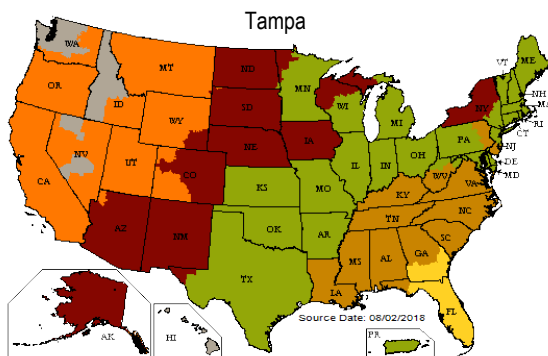 Tampa
WA
MT
ND
MN
VT
ME
OR
ID
WY
SD
WI
MI
NY
NH
MA
RI
CT
NV
UT
CO
NE
IA
IL
IN
OH
PA
NJ
DE
MD
CA
KS
MO
KY
WV
VA
AZ
NM
OK
AR
TN
NC
TX
LA
MS
AL
GA
SC
FL
Source Date: 08/02/2018
AK
HI
PR